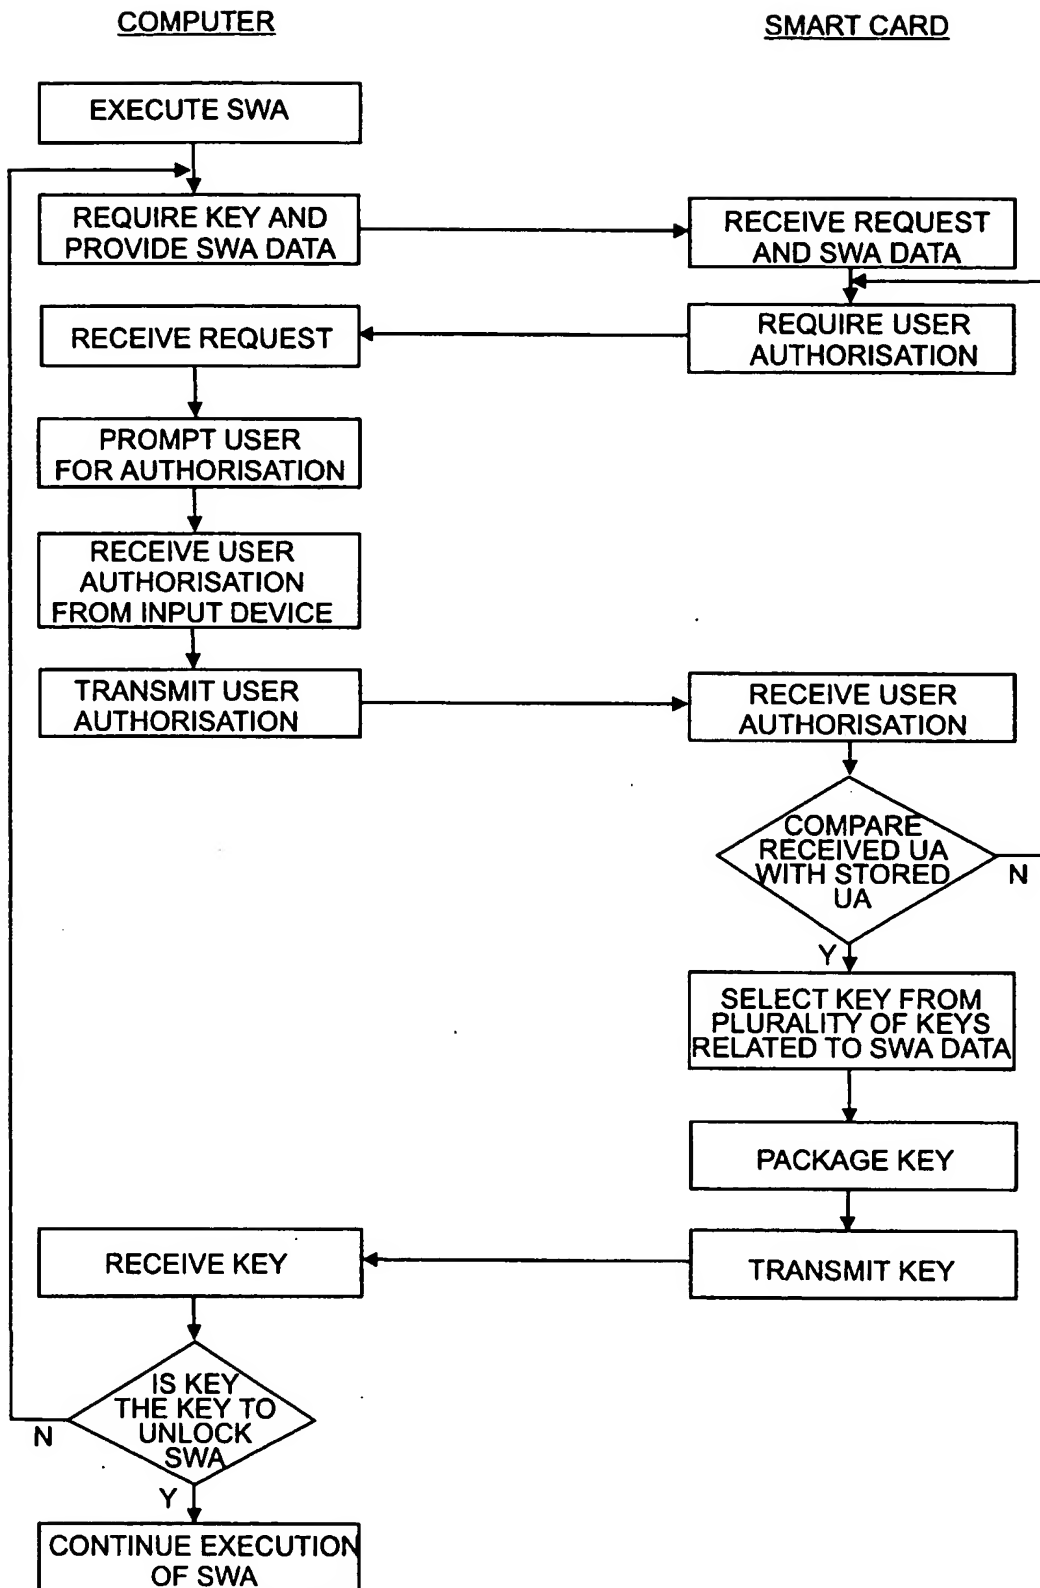 COMPUTER
SMART CARD
EXECUTE SWA
REQUIRE KEY AND
PROVIDE SWA DATA
RECEIVE REQUEST
AND SWA DATA
RECEIVE REQUEST
REQUIRE USER
AUTHORISATION
PROMPT USER
FOR AUTHORISATION
RECEIVE USER
AUTHORISATION
FROM INPUT DEVICE
TRANSMIT USER
AUTHORISATION
RECEIVE USER
AUTHORISATION
COMPARE
RECEIVED UA
WITH STORED
UA
N
Y
SELECT KEY FROM
PLURALITY OF KEYS
RELATED TO SWA DATA
PACKAGE KEY
RECEIVE KEY
TRANSMIT KEY
IS KEY
THE KEY TO
UNLOCK
SWA
N
Y
CONTINUE EXECUTION
OF SWA